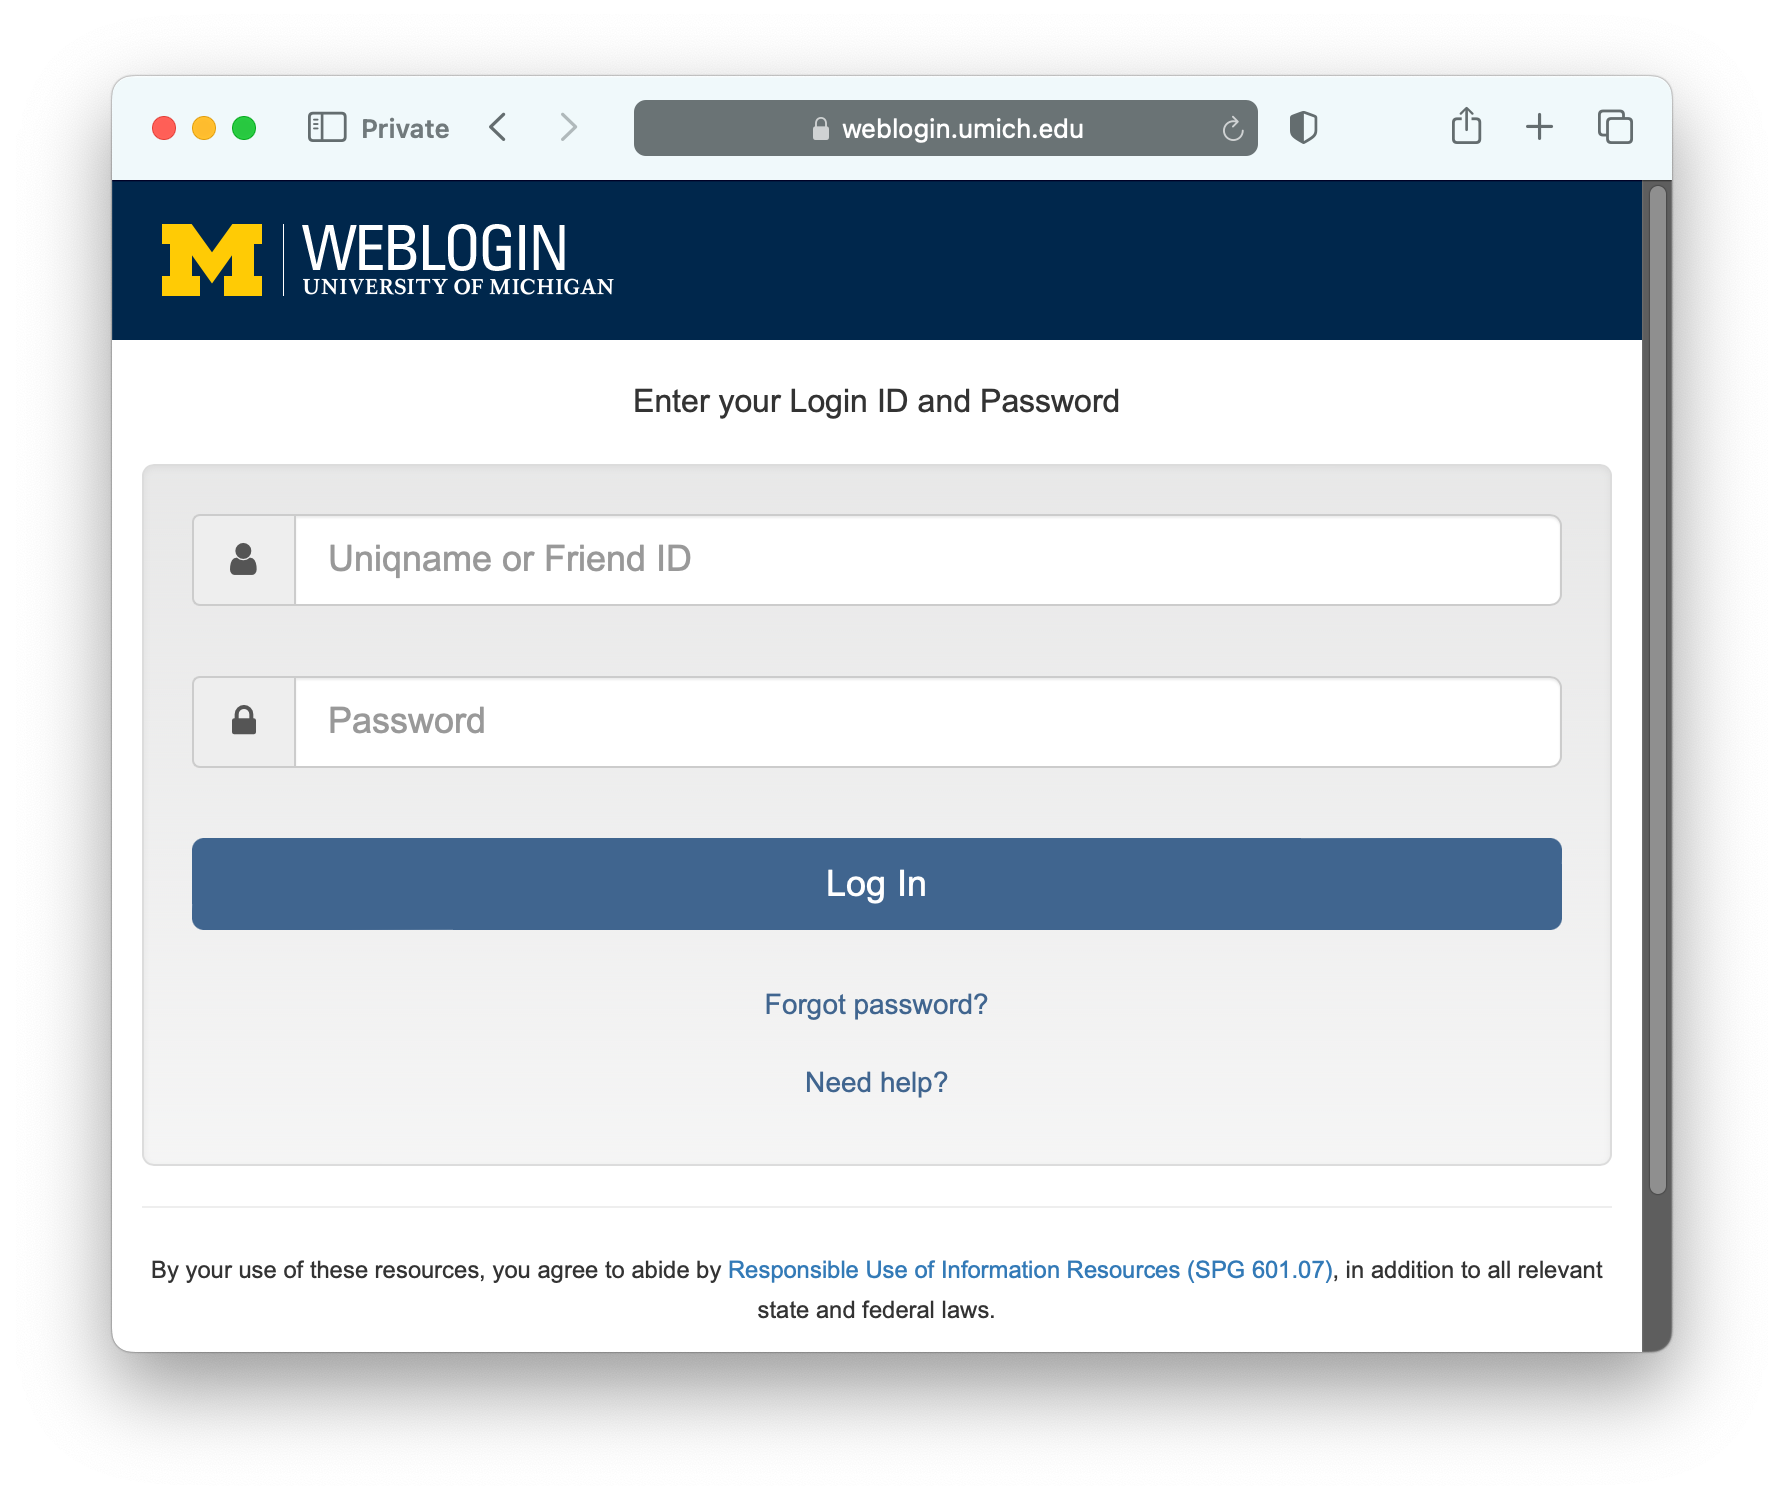 Private
weblogin.umich.edu
M
WEBLOGIN
UNIVERSITY OF MICHIGAN
Enter your Login ID and Password
Uniqname or Friend ID
Password
Log In
Forgot password?
Need help?
By your use of these resources, you agree to abide by Responsible Use of Information Resources (SPG 601.07), in addition to all relevant
state and federal laws.